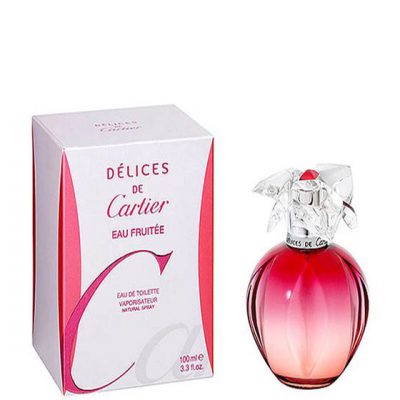 DÉLICES
DE
Cartier
EAU FRUITÉE
EAU DE TOILETTE
VAPORISATEUR
NATURAL SPRAY
100 ml e
3.3 fl.oz.
DÉLICES DE Car